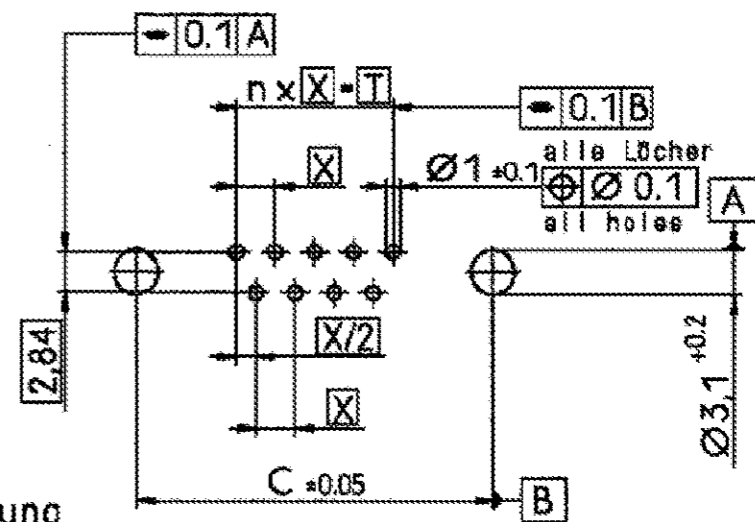 0.1 A
n x X = T
0.1 B
alle Löcher
X
Ø1 ±0.1
⌖ Ø 0.1
A
all holes
2,84
X/2
Ø3,1 +0.2
X
C ±0.05
B
ung